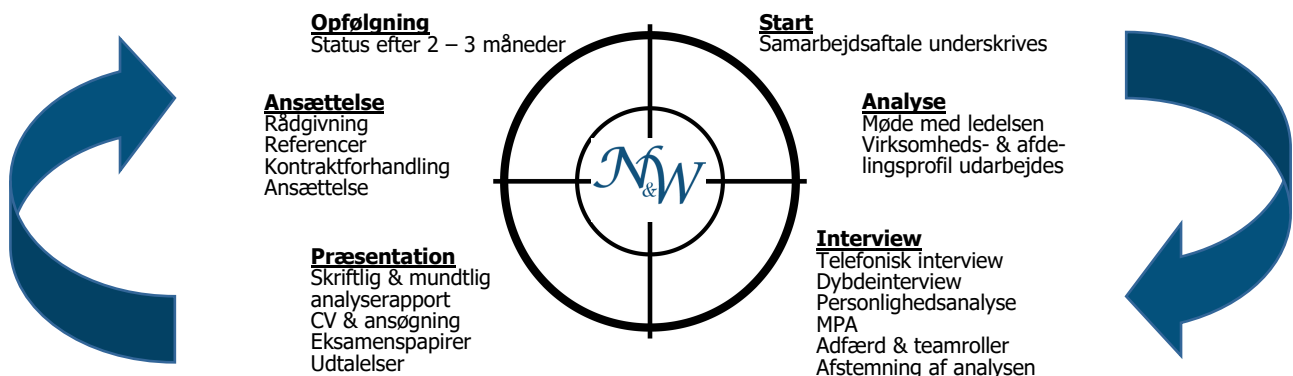 Opfølgning
Status efter 2 – 3 måneder
Start
Samarbejdsaftale underskrives
Ansættelse
Rådgivning
Referencer
Kontraktforhandling
Ansættelse
Analyse
Møde med ledelsen
Virksomheds- & afde-
lingsprofil udarbejdes
N&W
Præsentation
Skriftlig & mundtlig
analyserapport
CV & ansøgning
Eksamenspapirer
Udtalelser
Interview
Telefonisk interview
Dybdeinterview
Personlighedsanalyse
MPA
Adfærd & teamroller
Afstemning af analysen